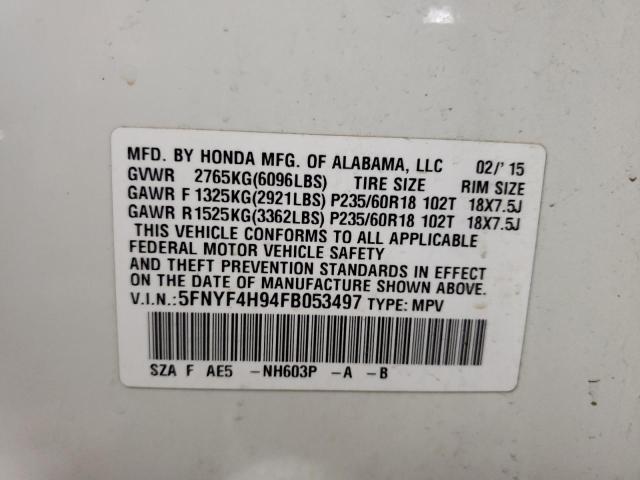 MFD. BY HONDA MFG. OF ALABAMA, LLC 02/'15
GVWR 2765KG(6096LBS) TIRE SIZE RIM SIZE
GAWR F 1325KG(2921LBS) P235/60R18 102T 18X7.5J
GAWR R 1525KG(3362LBS) P235/60R18 102T 18X7.5J
THIS VEHICLE CONFORMS TO ALL APPLICABLE
FEDERAL MOTOR VEHICLE SAFETY
AND THEFT PREVENTION STANDARDS IN EFFECT
ON THE DATE OF MANUFACTURE SHOWN ABOVE.
V.I.N.:5FNYF4H94FB053497 TYPE: MPV
SZA F AE5 -NH603P -A -B